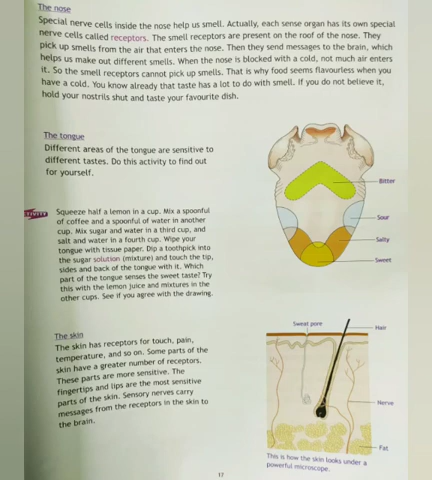 The nose
Special nerve cells inside the nose help us smell. Actually, each sense organ has its own special
nerve cells called receptors. The smell receptors are present on the roof of the nose. They
pick up smells from the air that enters the nose. Then they send messages to the brain, which
helps us make out different smells. When the nose is blocked with a cold, not much air enters
it. So the smell receptors cannot pick up smells. That is why food seems flavourless when you
have a cold. You know already that taste has a lot to do with smell. If you do not believe it,
hold your nostrils shut and taste your favourite dish.
The tongue
Different areas of the tongue are sensitive to
different tastes. Do this activity to find out
for yourself.
Bitter
Sour
Salty
Sweet
Squeeze half a lemon in a cup. Mix a spoonful
of coffee and a spoonful of water in another
cup. Mix sugar and water in a third cup, and
salt and water in a fourth cup. Wipe your
tongue with tissue paper. Dip a toothpick into
the sugar solution (mixture) and touch the tip,
sides and back of the tongue with it. Which
part of the tongue senses the sweet taste? Try
this with the lemon juice and mixtures in the
other cups. See if you agree with the drawing.
The skin
The skin has receptors for touch, pain,
temperature, and so on. Some parts of the
skin have a greater number of receptors.
These parts are more sensitive. The
fingertips and lips are the most sensitive
parts of the skin. Sensory nerves carry
messages from the receptors in the skin to
the brain.
Sweat pore
Hair
Nerve
Fat
This is how the skin looks under a
powerful microscope.
17